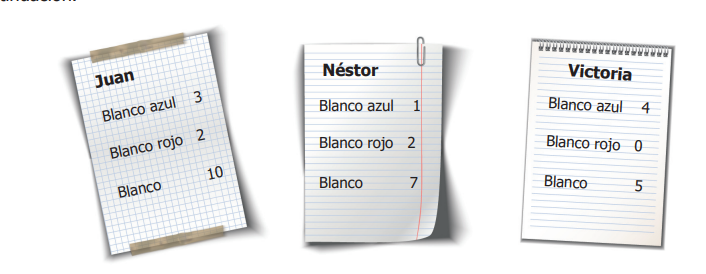 Juan
Blanco azul 3
Blanco rojo 2
Blanco 10
Néstor
Blanco azul 1
Blanco rojo 2
Blanco 7
Victoria
Blanco azul 4
Blanco rojo 0
Blanco 5